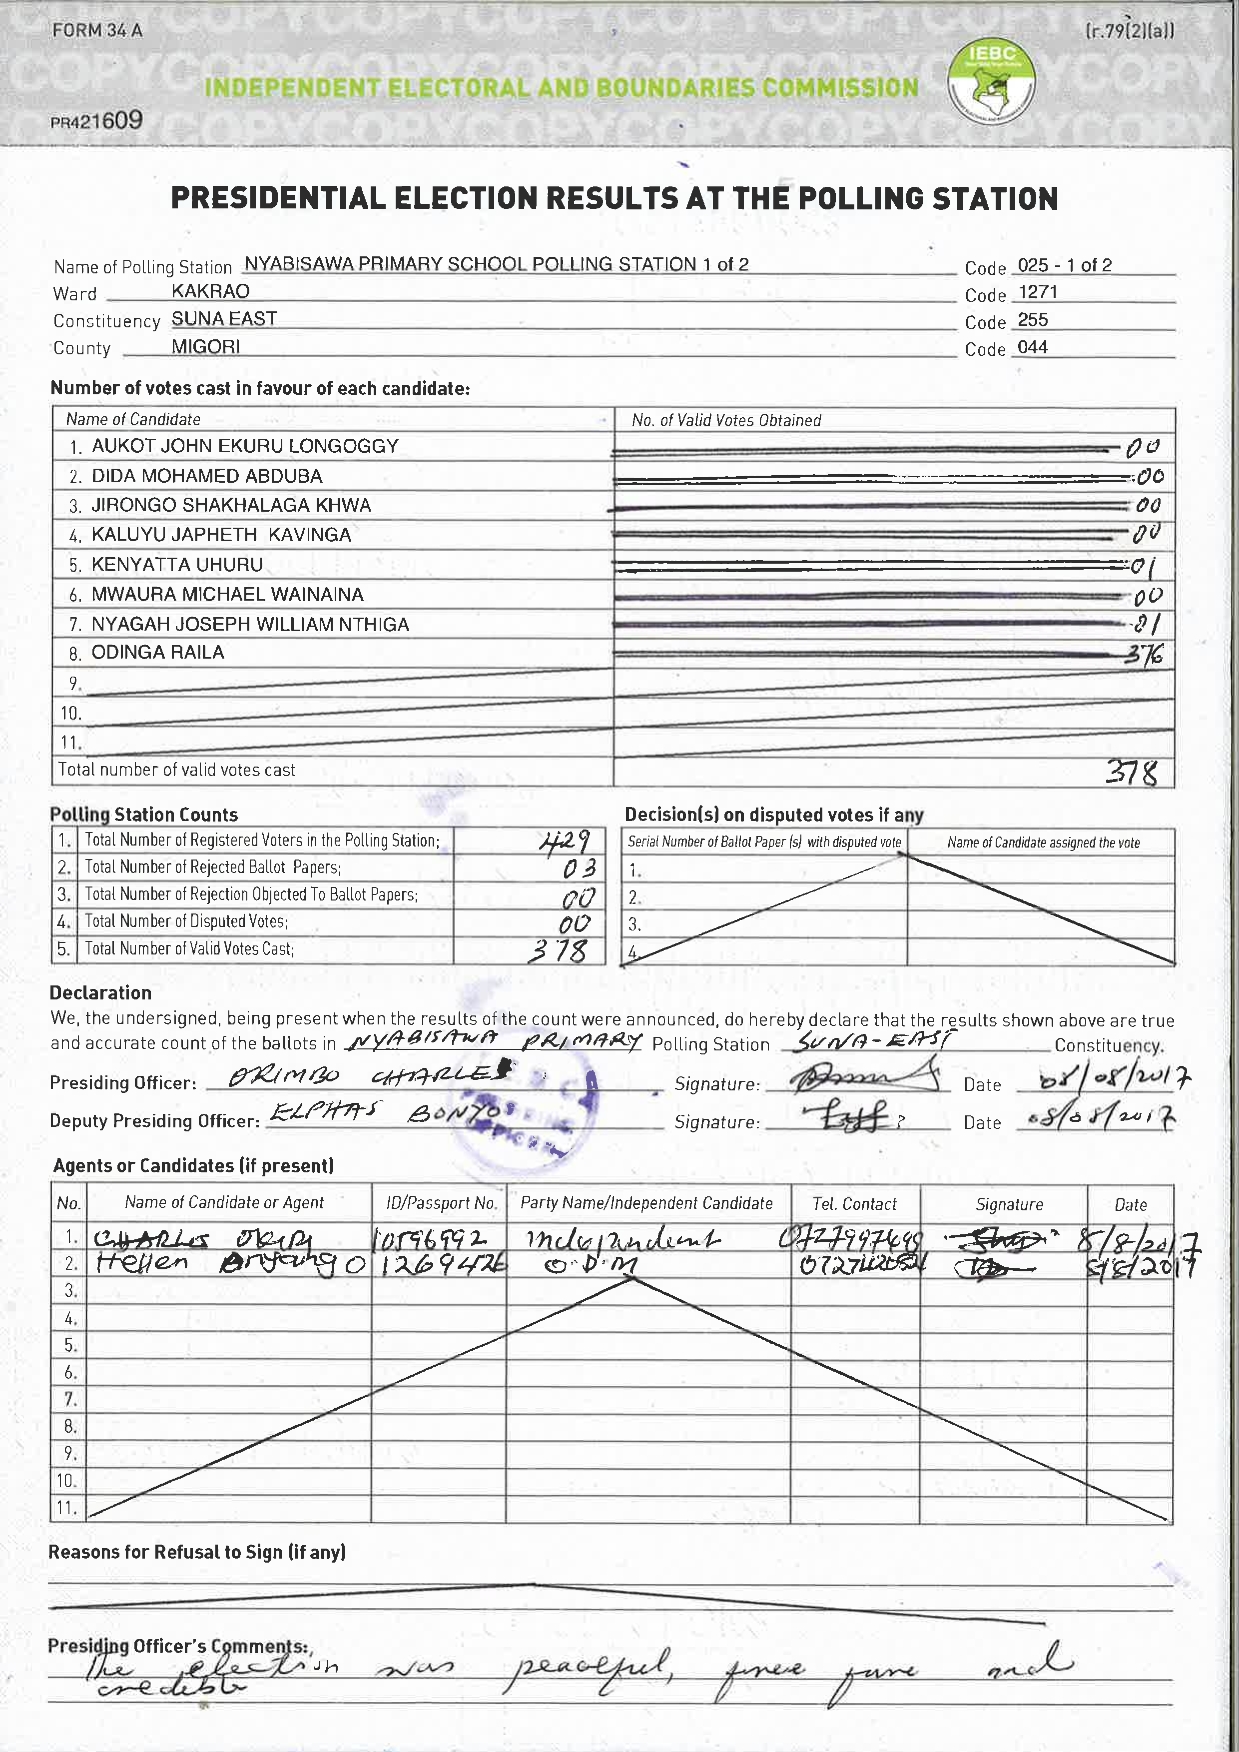 FORM 34 A
(r.79(2)(a))
IEBC
INDEPENDENT ELECTORAL AND BOUNDARIES COMMISSION
PR421609
PRESIDENTIAL ELECTION RESULTS AT THE POLLING STATION
Name of Polling Station NYABISAWA PRIMARY SCHOOL POLLING STATION 1 of 2 Code 025 - 1 of 2
Ward KAKRAO Code 1271
Constituency SUNA EAST Code 255
County MIGORI Code 044
Number of votes cast in favour of each candidate:
Name of Candidate No. of Valid Votes Obtained
1. AUKOT JOHN EKURU LONGOGGY 00
2. DIDA MOHAMED ABDUBA 00
3. JIRONGO SHAKHALAGA KHWA 00
4. KALUYU JAPHETH KAVINGA 00
5. KENYATTA UHURU 01
6. MWAURA MICHAEL WAINAINA 00
7. NYAGAH JOSEPH WILLIAM NTHIGA 01
8. ODINGA RAILA 376
9.
10.
11.
Total number of valid votes cast 378
Polling Station Counts
1. Total Number of Registered Voters in the Polling Station; 429
2. Total Number of Rejected Ballot Papers; 03
3. Total Number of Rejection Objected To Ballot Papers; 00
4. Total Number of Disputed Votes; 00
5. Total Number of Valid Votes Cast; 378
Decision(s) on disputed votes if any
Serial Number of Ballot Paper (s) with disputed vote Name of Candidate assigned the vote
1.
2.
3.
4.
Declaration
We, the undersigned, being present when the results of the count were announced, do hereby declare that the results shown above are true
and accurate count of the ballots in NYABISAWA PRIMARY Polling Station SUNA-EAST Constituency.
Presiding Officer: ORIMBO CHARLES Signature: Date 08/08/2017
Deputy Presiding Officer: ELPHAS BONYO Signature: Date 08/08/2017
Agents or Candidates (if present)
No. Name of Candidate or Agent ID/Passport No. Party Name/Independent Candidate Tel. Contact Signature Date
1. CHARLES 10596992 Independent 8/8/2017
2. Hellen Anyango 1269426 O.D.M 8/8/2017
3.
4.
5.
6.
7.
8.
9.
10.
11.
Reasons for Refusal to Sign (if any)
Presiding Officer's Comments:
The election was peaceful, free fare and
credible